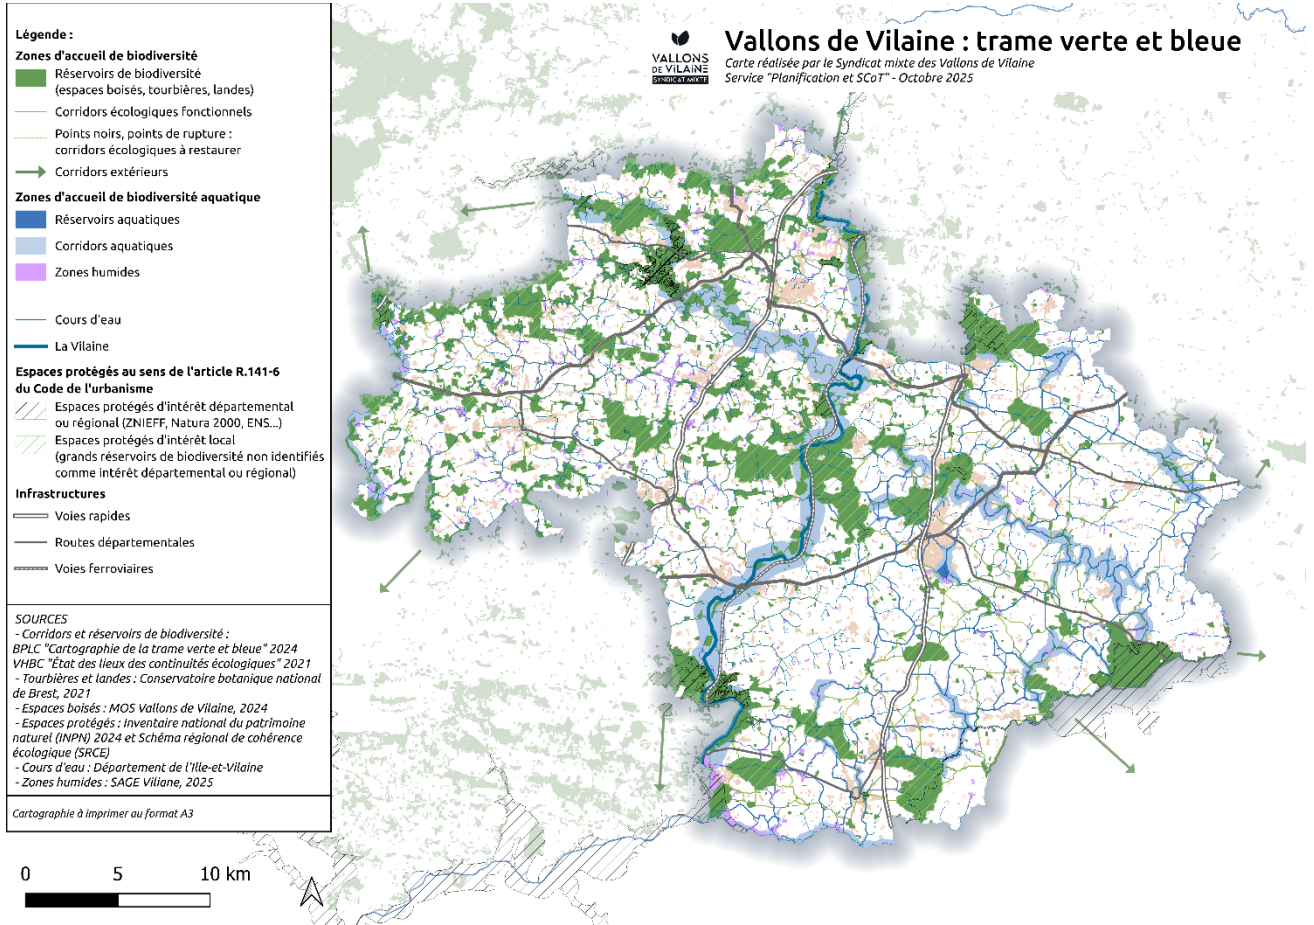 Légende :
Zones d'accueil de biodiversité
Réservoirs de biodiversité
(espaces boisés, tourbières, landes)
Corridors écologiques fonctionnels
Points noirs, points de rupture :
corridors écologiques à restaurer
Corridors extérieurs
Zones d'accueil de biodiversité aquatique
Réservoirs aquatiques
Corridors aquatiques
Zones humides
Cours d'eau
La Vilaine
Espaces protégés au sens de l'article R.141-6
du Code de l'urbanisme
Espaces protégés d'intérêt départemental
ou régional (ZNIEFF, Natura 2000, ENS...)
Espaces protégés d'intérêt local
(grands réservoirs de biodiversité non identifiés
comme intérêt départemental ou régional)
Infrastructures
Voies rapides
Routes départementales
Voies ferroviaires
SOURCES
- Corridors et réservoirs de biodiversité :
BPLC "Cartographie de la trame verte et bleue" 2024
VHBC "État des lieux des continuités écologiques" 2021
- Tourbières et landes : Conservatoire botanique national
de Brest, 2021
- Espaces boisés : MOS Vallons de Vilaine, 2024
- Espaces protégés : Inventaire national du patrimoine
naturel (INPN) 2024 et Schéma régional de cohérence
écologique (SRCE)
- Cours d'eau : Département de l'Ille-et-Vilaine
- Zones humides : SAGE Viliane, 2025
Cartographie à imprimer au format A3
0 5 10 km
VALLONS
DE VILAINE
SYNDICAT MIXTE
Vallons de Vilaine : trame verte et bleue
Carte réalisée par le Syndicat mixte des Vallons de Vilaine
Service "Planification et SCoT" - Octobre 2025